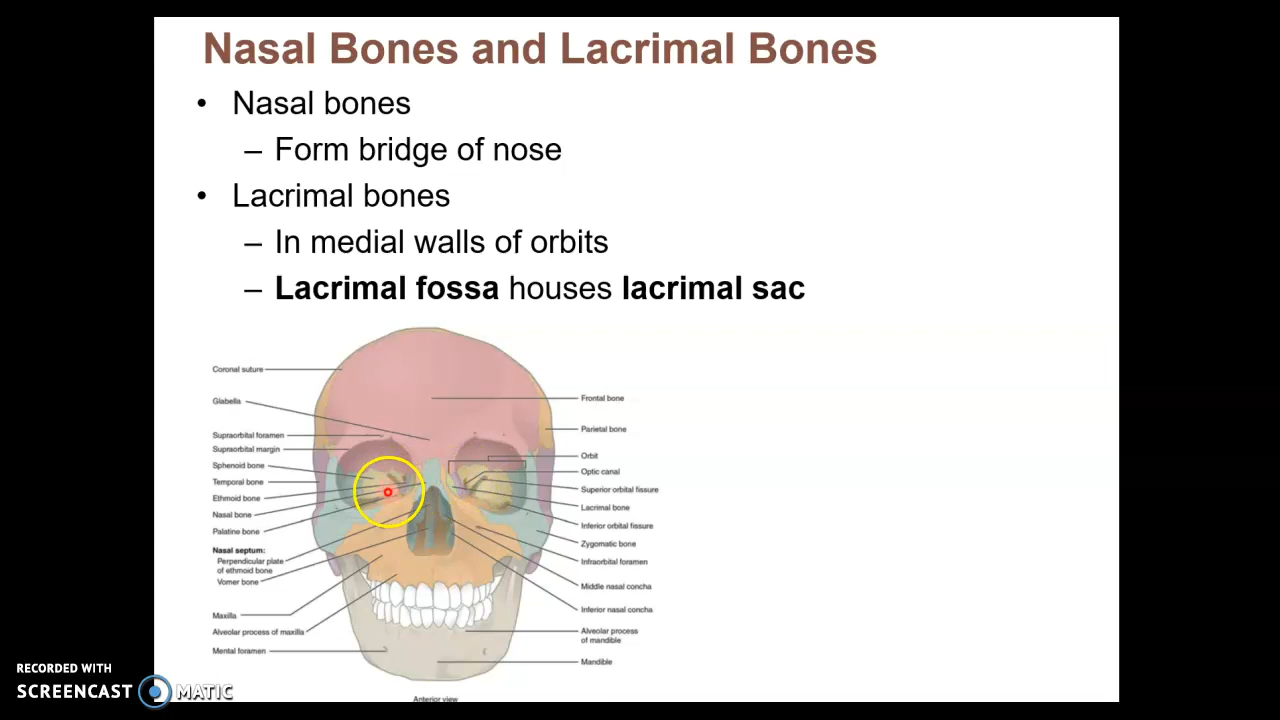 Nasal Bones and Lacrimal Bones
• Nasal bones
– Form bridge of nose
• Lacrimal bones
– In medial walls of orbits
– Lacrimal fossa houses lacrimal sac
Coronal suture
Glabella
Supraorbital foramen
Supraorbital margin
Sphenoid bone
Temporal bone
Ethmoid bone
Nasal bone
Palatine bone
Nasal septum:
Perpendicular plate
of ethmoid bone
Vomer bone
Maxilla
Alveolar process of maxilla
Mental foramen
Frontal bone
Parietal bone
Orbit
Optic canal
Superior orbital fissure
Lacrimal bone
Inferior orbital fissure
Zygomatic bone
Infraorbital foramen
Middle nasal concha
Inferior nasal concha
Alveolar process
of mandible
Mandible
Anterior view
RECORDED WITH
SCREENCAST MATIC